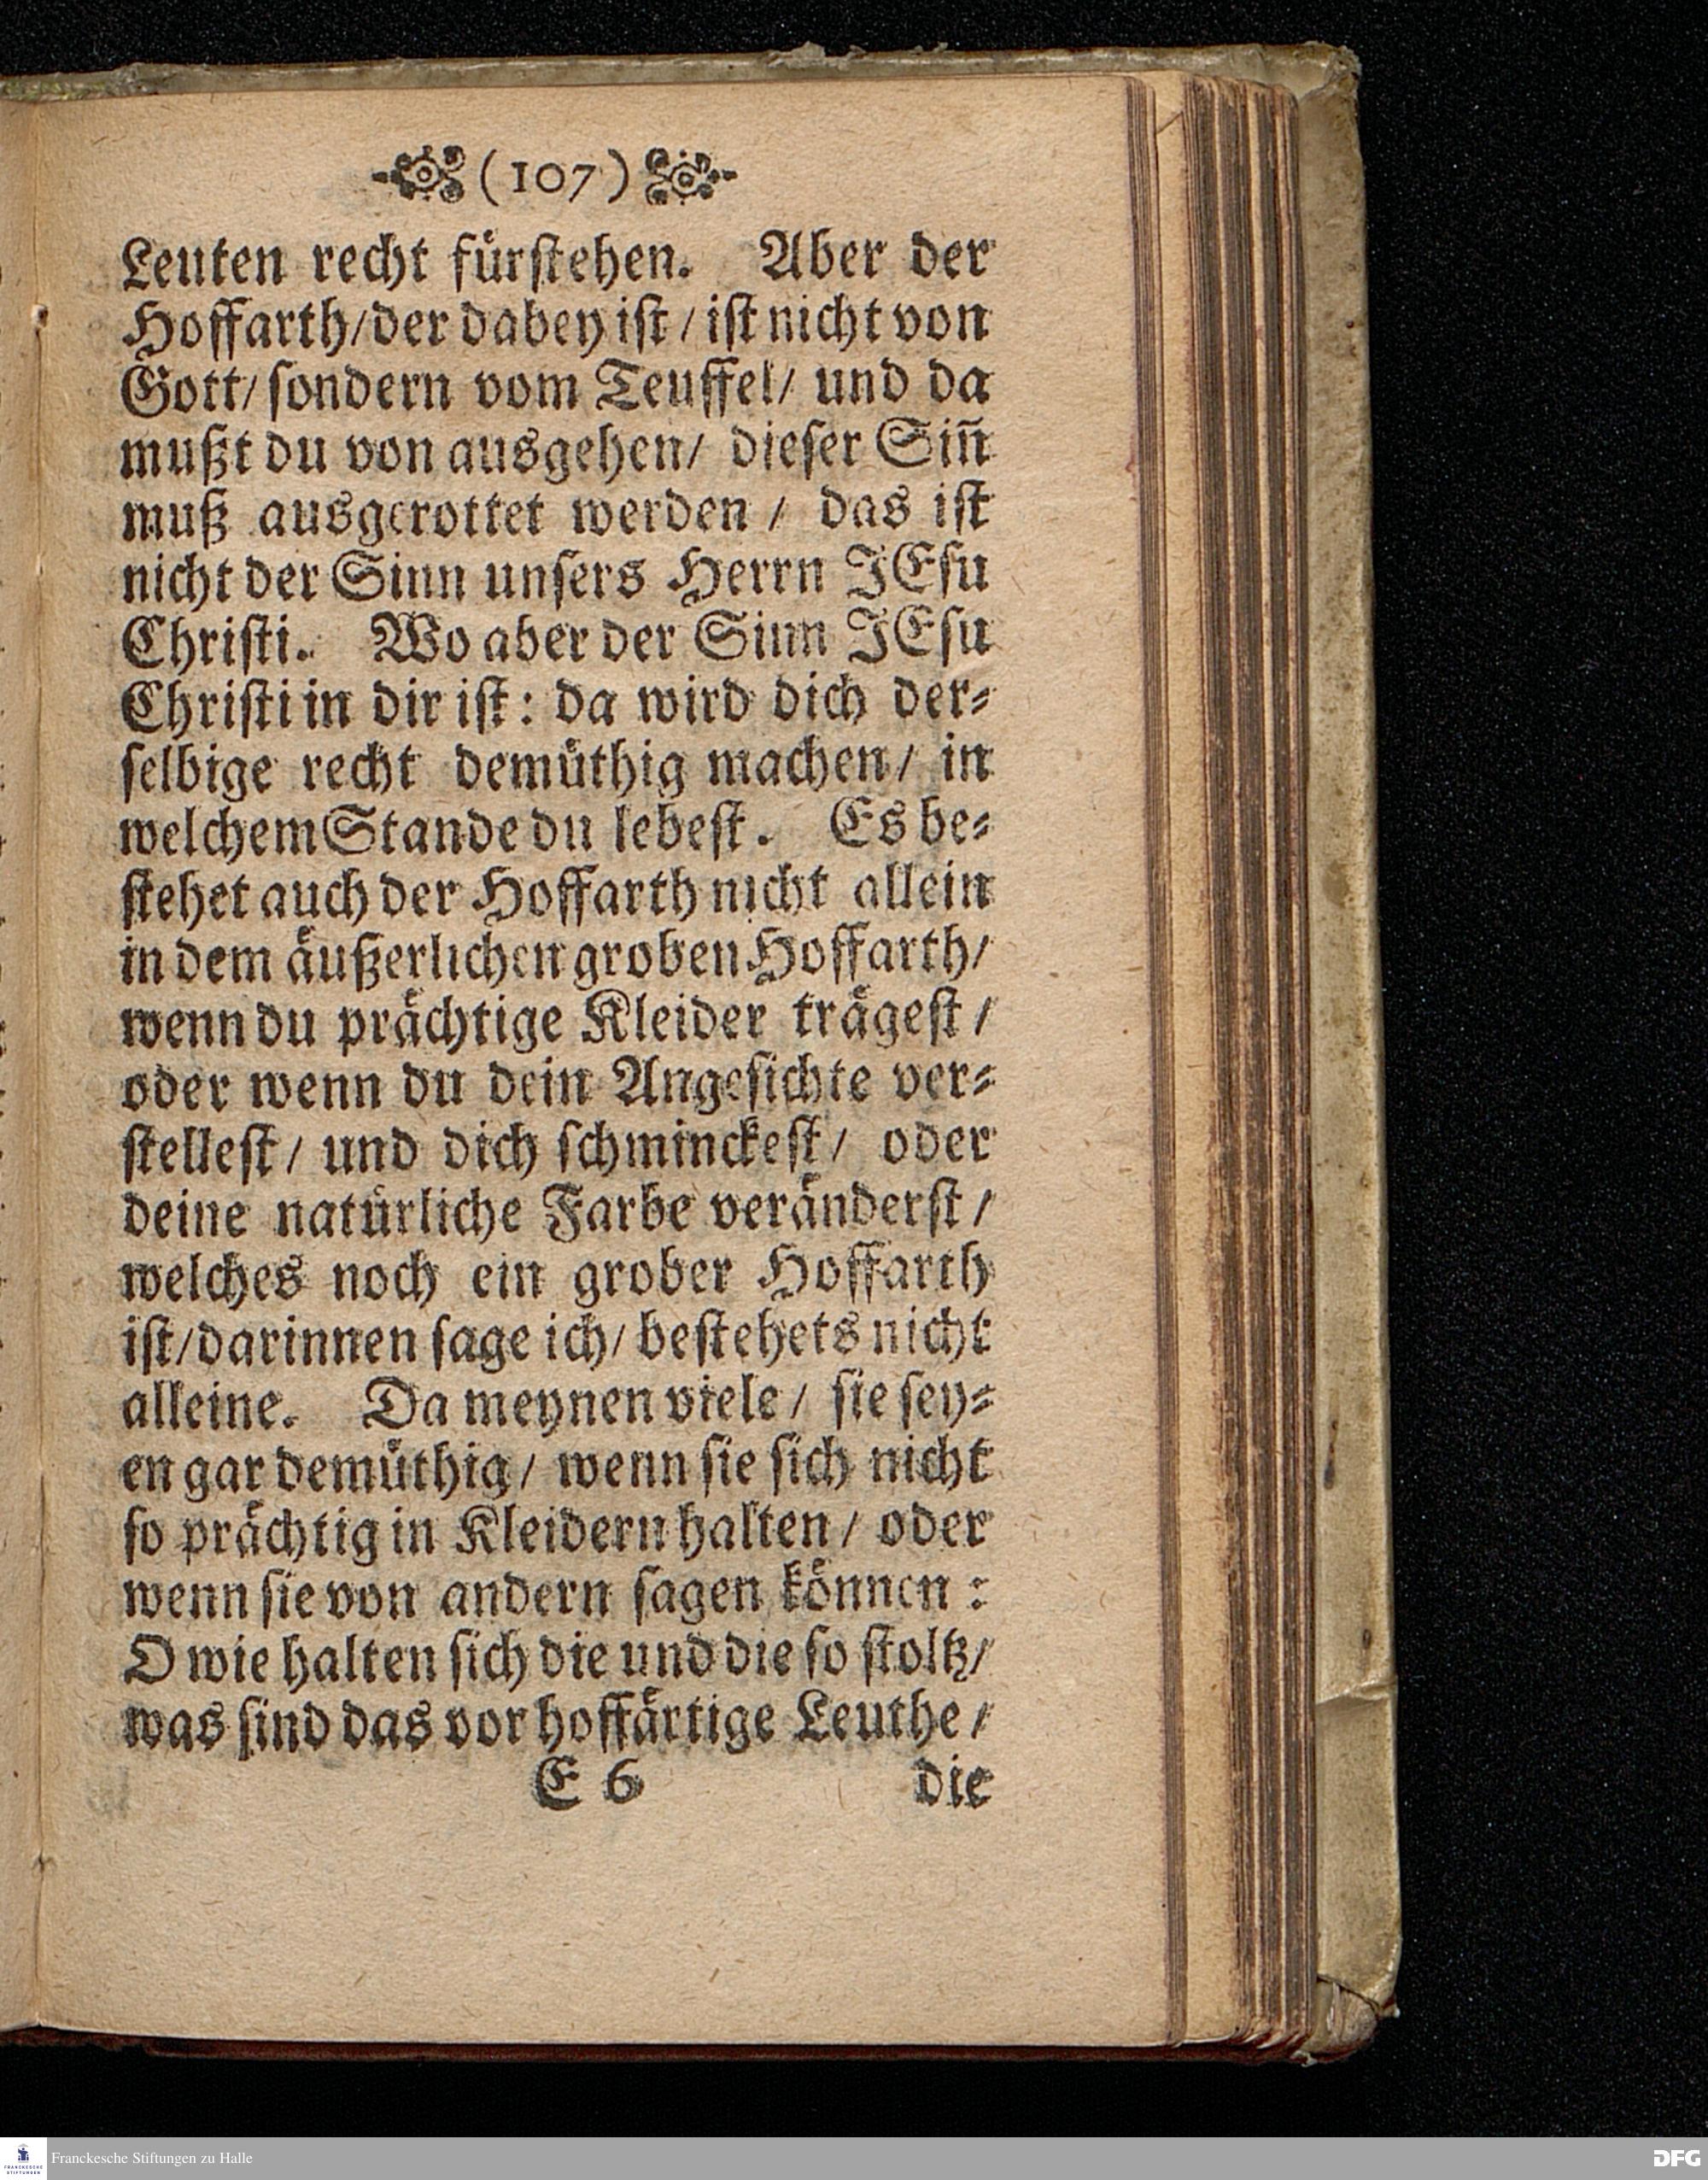 (107)
Leuten recht fürſtehen. Aber der
Hoffarth/der dabey iſt / iſt nicht von
Gott/ ſondern vom Teuffel/ und da
mußt du von ausgehen/ dieſer Siñ
muß ausgerottet werden / das iſt
nicht der Sinn unſers Herrn JEſu
Chriſti. Wo aber der Sinn JEſu
Chriſti in dir iſt: da wird dich der⸗
ſelbige recht demüthig machen/ in
welchem Stande du lebeſt. Es be⸗
ſtehet auch der Hoffarth nicht allein
in dem äußerlichen groben Hoffarth/
wenn du prächtige Kleider trägeſt /
oder wenn du dein Angeſichte ver⸗
ſtelleſt/ und dich ſchminckeſt/ oder
deine natürliche Farbe veränderſt /
welches noch ein grober Hoffarth
iſt/darinnen ſage ich/ beſtehets nicht
alleine. Da meynen viele / ſie ſey⸗
en gar demüthig/ wenn ſie ſich nicht
ſo prächtig in Kleidern halten / oder
wenn ſie von andern ſagen können :
O wie halten ſich die und die ſo ſtoltz/
was ſind das vor hoffärtige Leuthe /
E 6 die
Franckesche Stiftungen zu Halle
FRANCKESCHE STIFTUNGEN
DFG